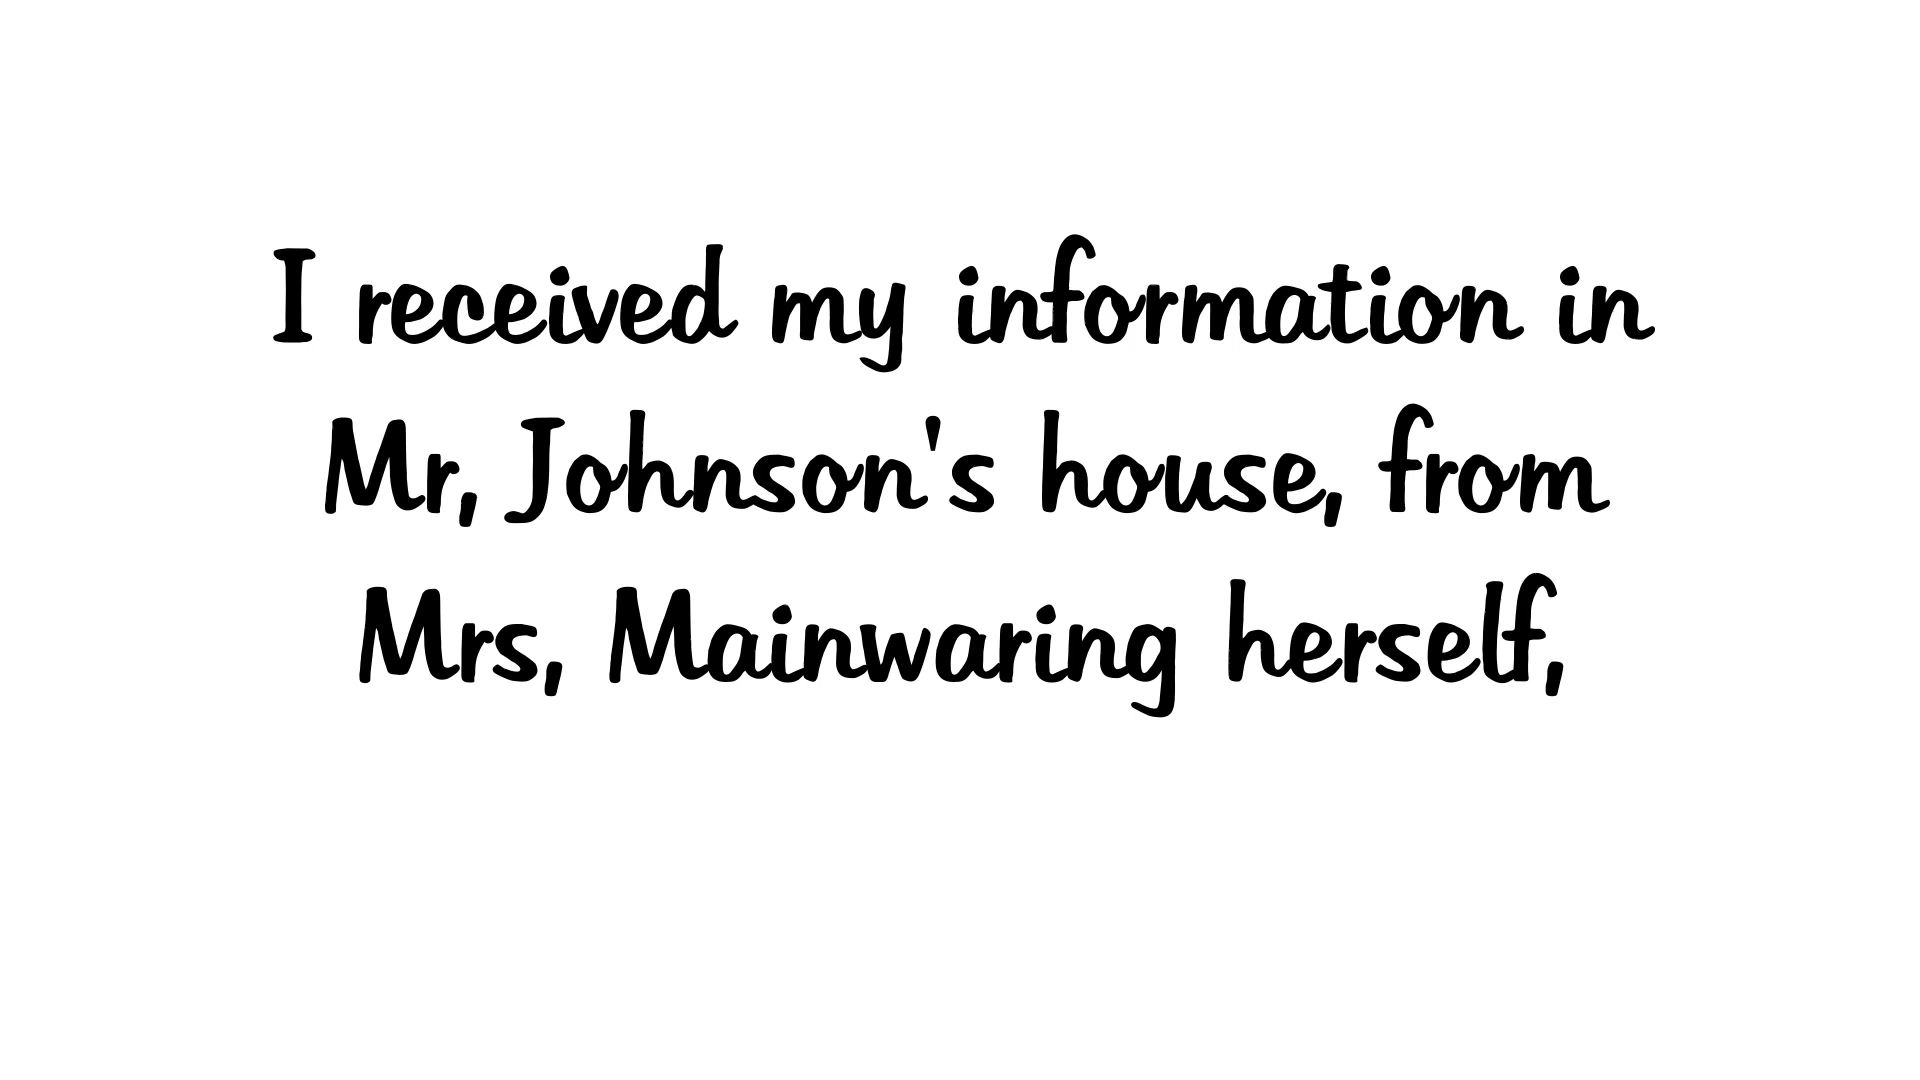 I received my information in
Mr, Johnson's house, from
Mrs, Mainwaring herself,